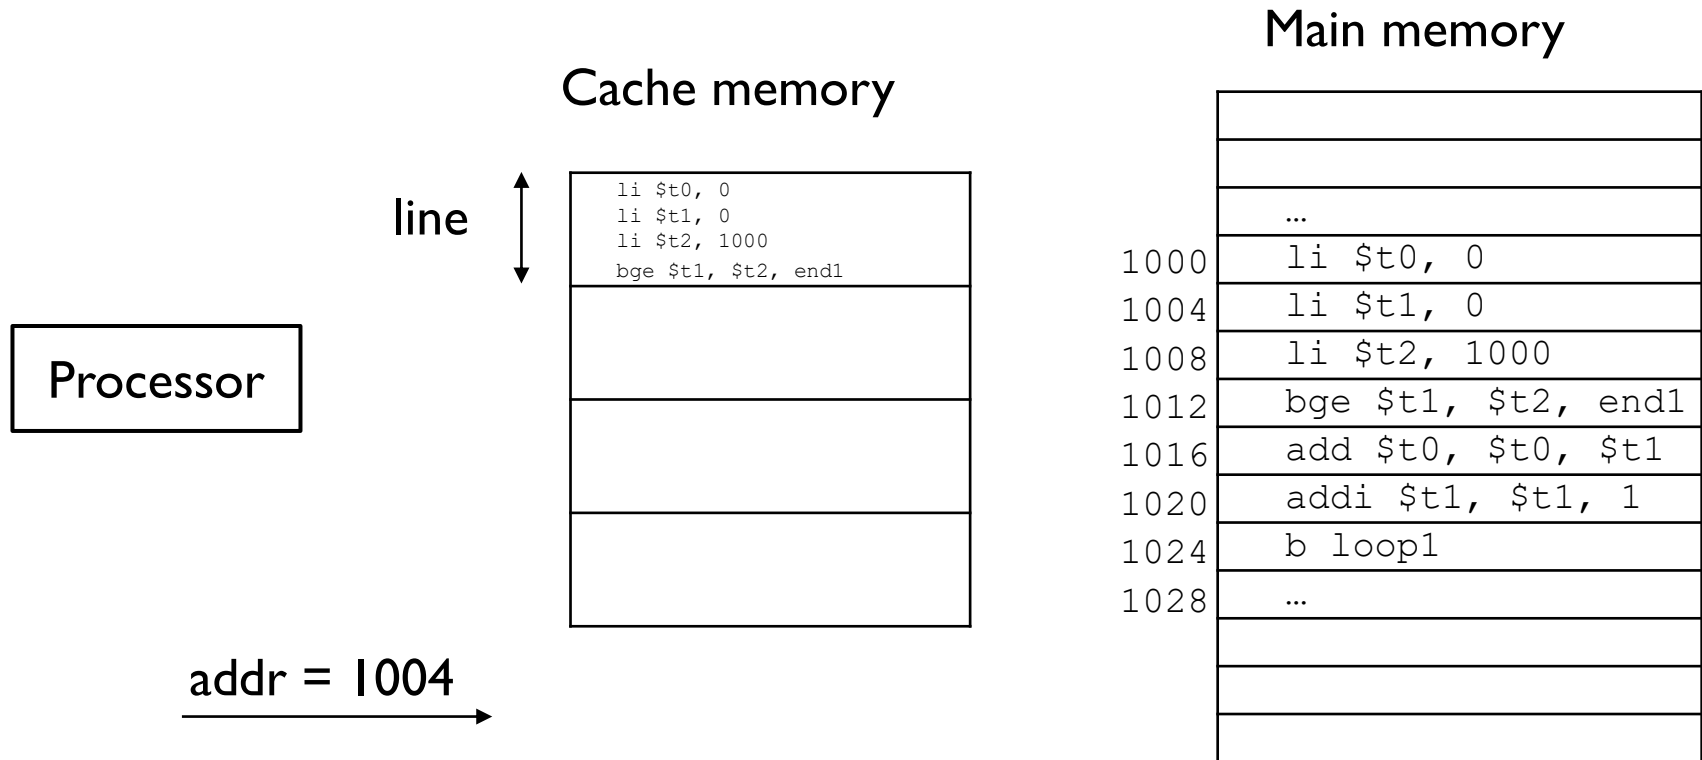 Main memory
Cache memory
line
li $t0, 0
li $t1, 0
li $t2, 1000
bge $t1, $t2, end1
Processor
addr = 1004
…
1000 li $t0, 0
1004 li $t1, 0
1008 li $t2, 1000
1012 bge $t1, $t2, end1
1016 add $t0, $t0, $t1
1020 addi $t1, $t1, 1
1024 b loop1
1028 …